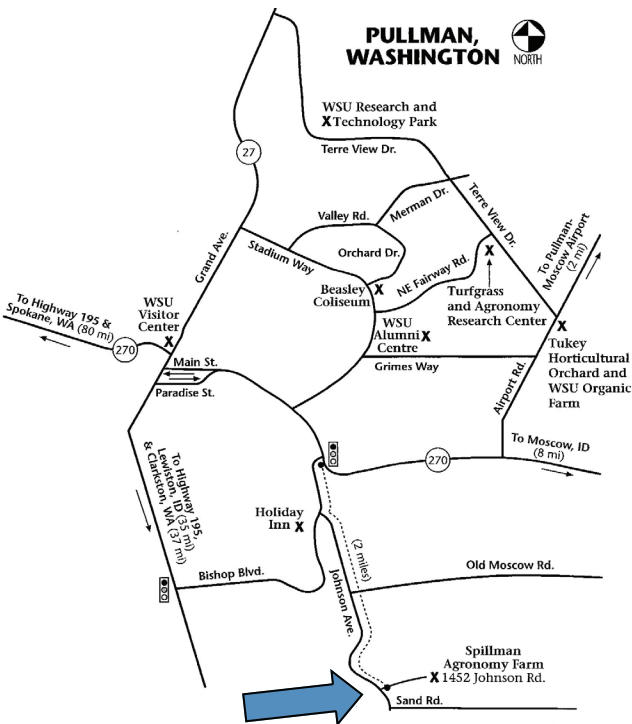 PULLMAN,
WASHINGTON
NORTH
WSU Research and
X Technology Park
Terre View Dr.
27
Merman Dr.
Valley Rd.
Terre View Dr.
To Pullman-
Moscow Airport
(2 mi)
Grand Ave.
Stadium Way
Orchard Dr.
NE Fairway Rd.
X
Beasley
Coliseum
X
Turfgrass
and Agronomy
Research Center
To Highway 195 &
Spokane, WA (80 mi)
270
WSU
Visitor
Center
X
WSU
Alumni
Centre
X
X
Tukey
Horticultural
Orchard and
WSU Organic
Farm
Main St.
Paradise St.
Grimes Way
Airport Rd.
To Moscow, ID
(8 mi)
270
To Highway 195,
Lewiston, ID (35 mi)
& Clarkston, WA (37 mi)
Holiday
Inn X
(2 miles)
Bishop Blvd.
Johnson Ave.
Old Moscow Rd.
Spillman
Agronomy Farm
X 1452 Johnson Rd.
Sand Rd.